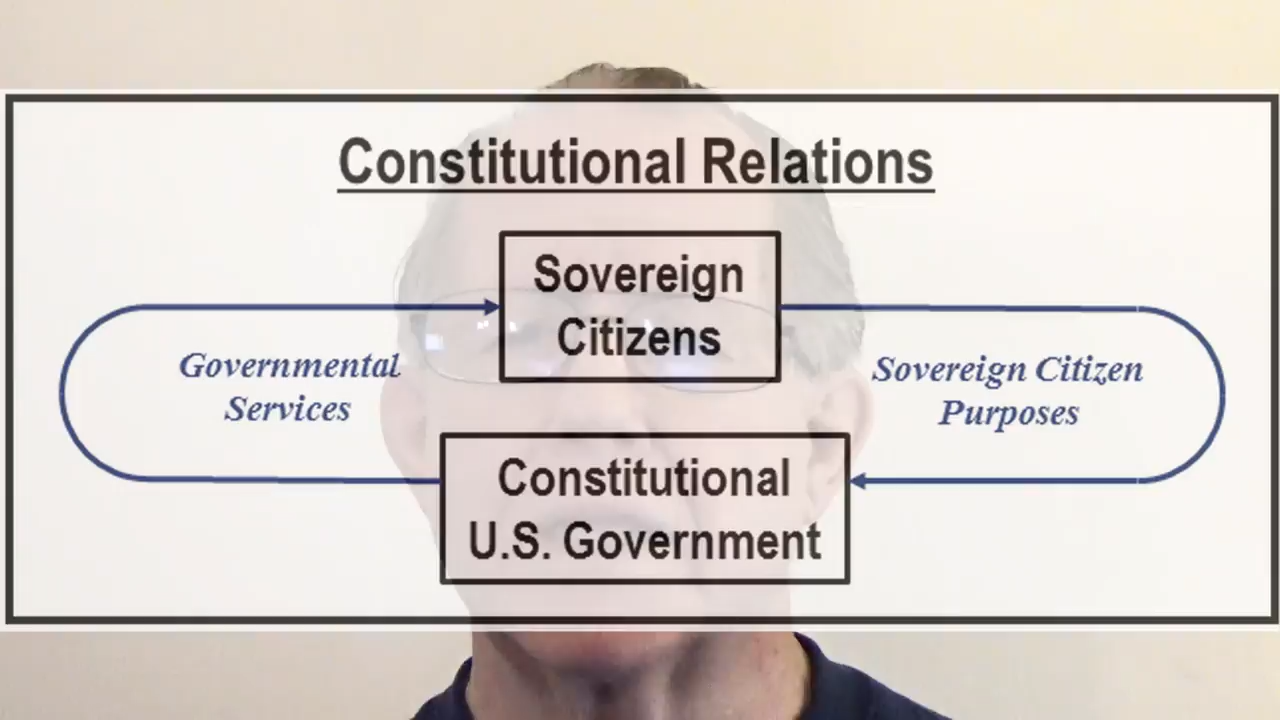 Constitutional Relations
Sovereign
Citizens
Governmental
Services
Sovereign Citizen
Purposes
Constitutional
U.S. Government